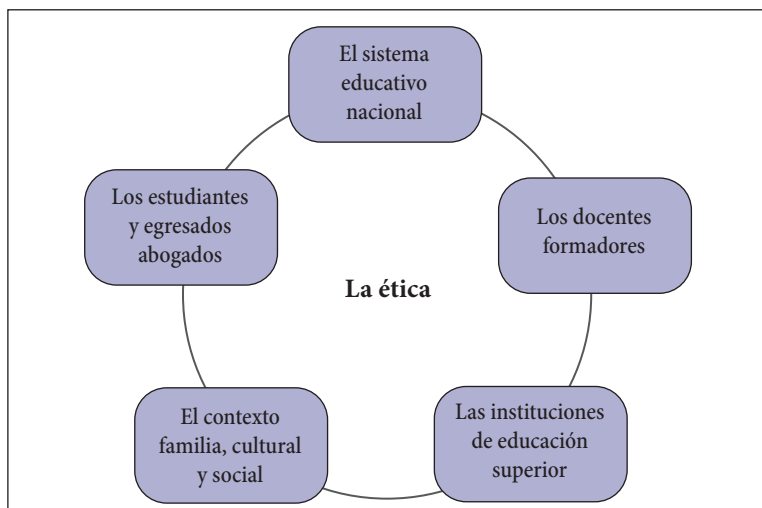 El sistema
educativo
nacional
Los docentes
formadores
Las instituciones
de educación
superior
El contexto
familia, cultural
y social
Los estudiantes
y egresados
abogados
La ética